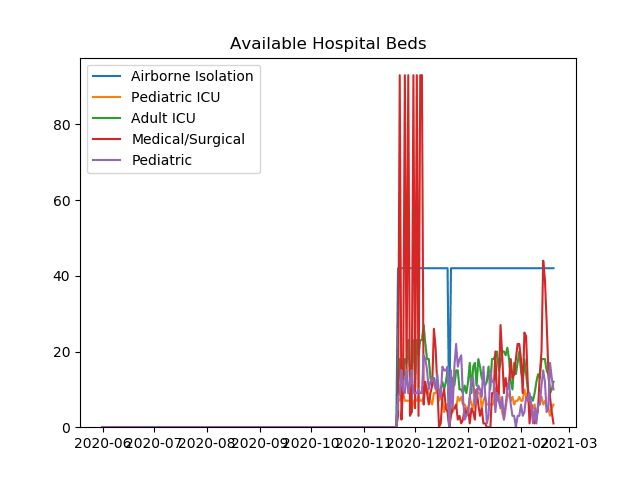 Available Hospital Beds
Airborne Isolation
Pediatric ICU
Adult ICU
Medical/Surgical
Pediatric
80
60
40
20
0
2020-06 2020-07 2020-08 2020-09 2020-10 2020-11 2020-12 2021-01 2021-02 2021-03